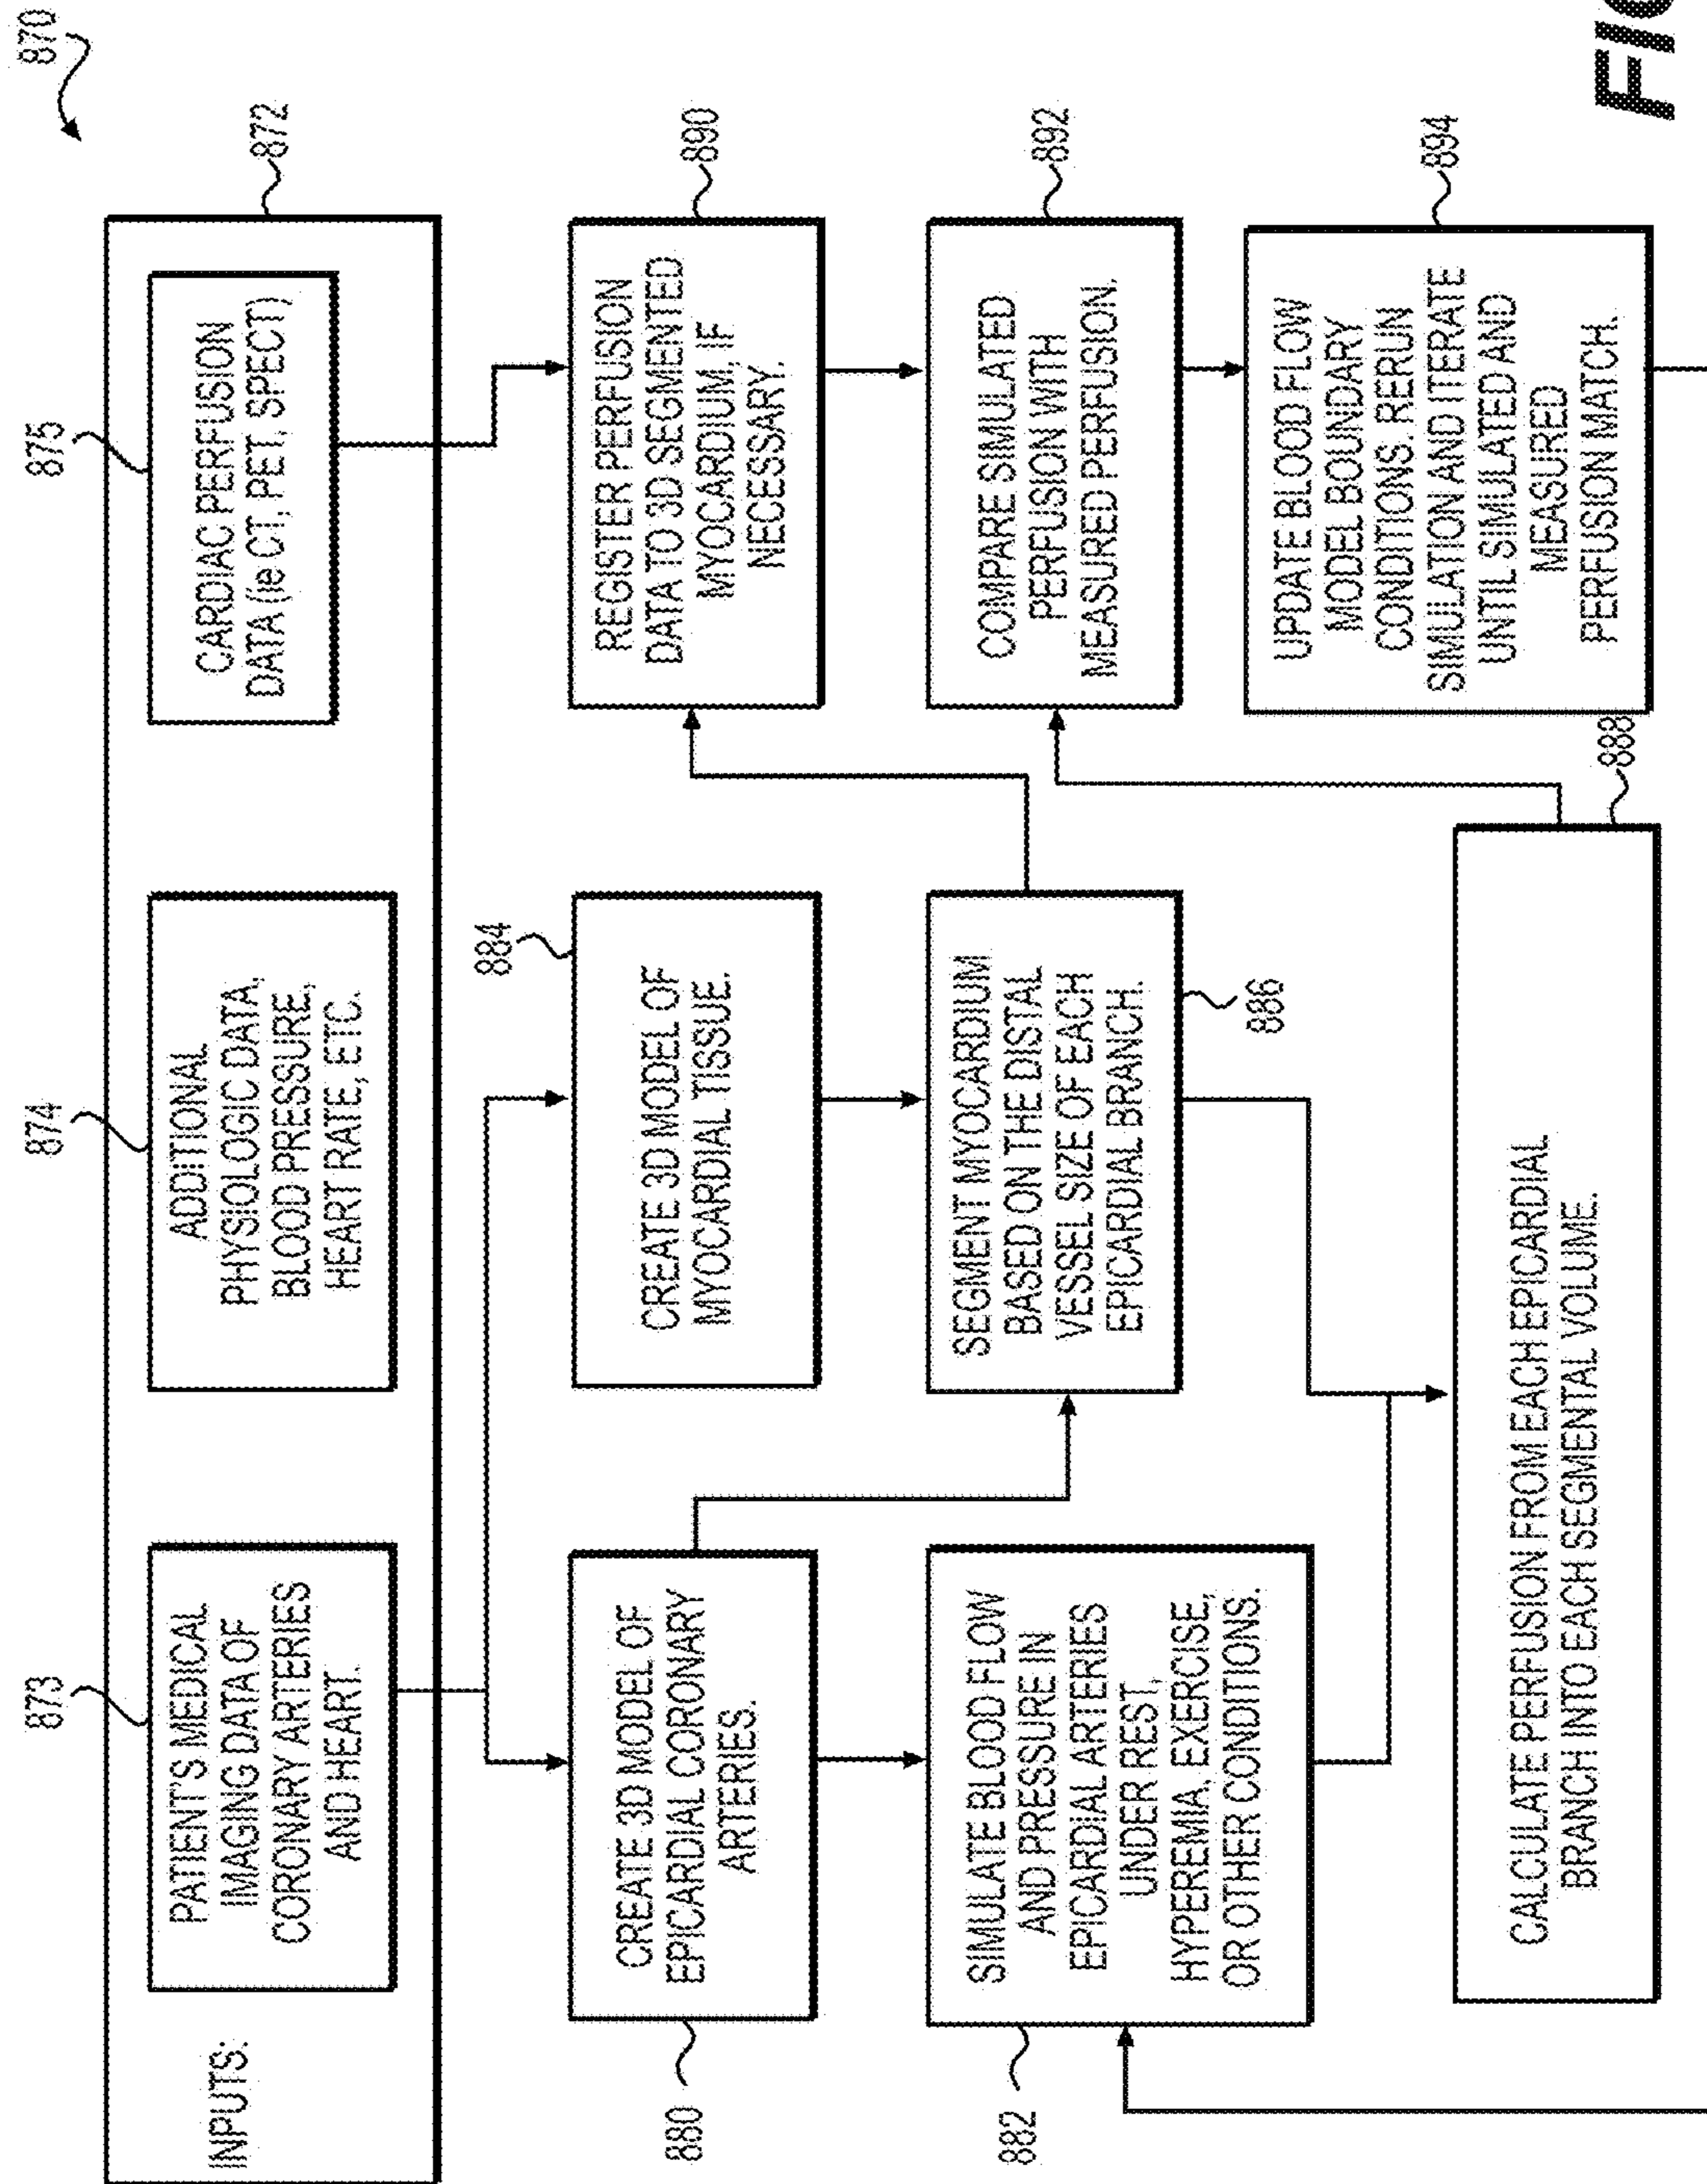 870
872
INPUTS:
873
PATIENT'S MEDICAL
IMAGING DATA OF
CORONARY ARTERIES
AND HEART.
874
ADDITIONAL
PHYSIOLOGIC DATA,
BLOOD PRESSURE,
HEART RATE, ETC.
875
CARDIAC PERFUSION
DATA (ie CT, PET, SPECT)
880
CREATE 3D MODEL OF
EPICARDIAL CORONARY
ARTERIES.
884
CREATE 3D MODEL OF
MYOCARDIAL TISSUE.
890
REGISTER PERFUSION
DATA TO 3D SEGMENTED
MYOCARDIUM, IF
NECESSARY.
882
SIMULATE BLOOD FLOW
AND PRESSURE IN
EPICARDIAL ARTERIES
UNDER REST,
HYPEREMIA, EXERCISE,
OR OTHER CONDITIONS.
886
SEGMENT MYOCARDIUM
BASED ON THE DISTAL
VESSEL SIZE OF EACH
EPICARDIAL BRANCH.
892
COMPARE SIMULATED
PERFUSION WITH
MEASURED PERFUSION.
888
CALCULATE PERFUSION FROM EACH EPICARDIAL
BRANCH INTO EACH SEGMENTAL VOLUME.
894
UPDATE BLOOD FLOW
MODEL BOUNDARY
CONDITIONS. RERUN
SIMULATION AND ITERATE
UNTIL SIMULATED AND
MEASURED
PERFUSION MATCH.
FIG